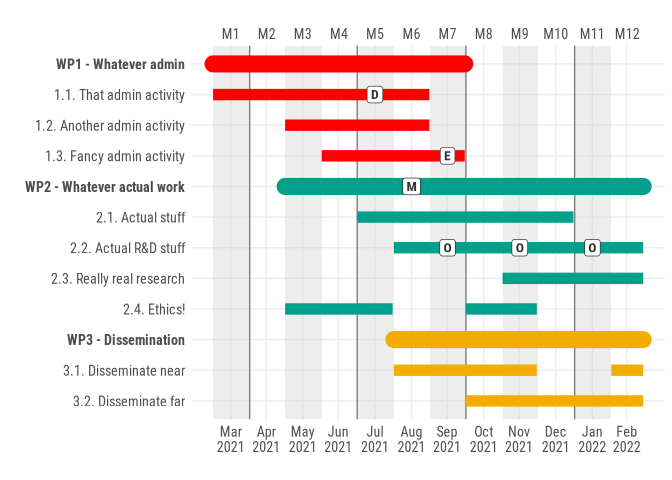 M1 M2 M3 M4 M5 M6 M7 M8 M9 M10 M11 M12
WP1 - Whatever admin
1.1. That admin activity D
1.2. Another admin activity
1.3. Fancy admin activity E
WP2 - Whatever actual work M
2.1. Actual stuff
2.2. Actual R&D stuff O O O
2.3. Really real research
2.4. Ethics!
WP3 - Dissemination
3.1. Disseminate near
3.2. Disseminate far
Mar Apr May Jun Jul Aug Sep Oct Nov Dec Jan Feb
2021 2021 2021 2021 2021 2021 2021 2021 2021 2021 2022 2022